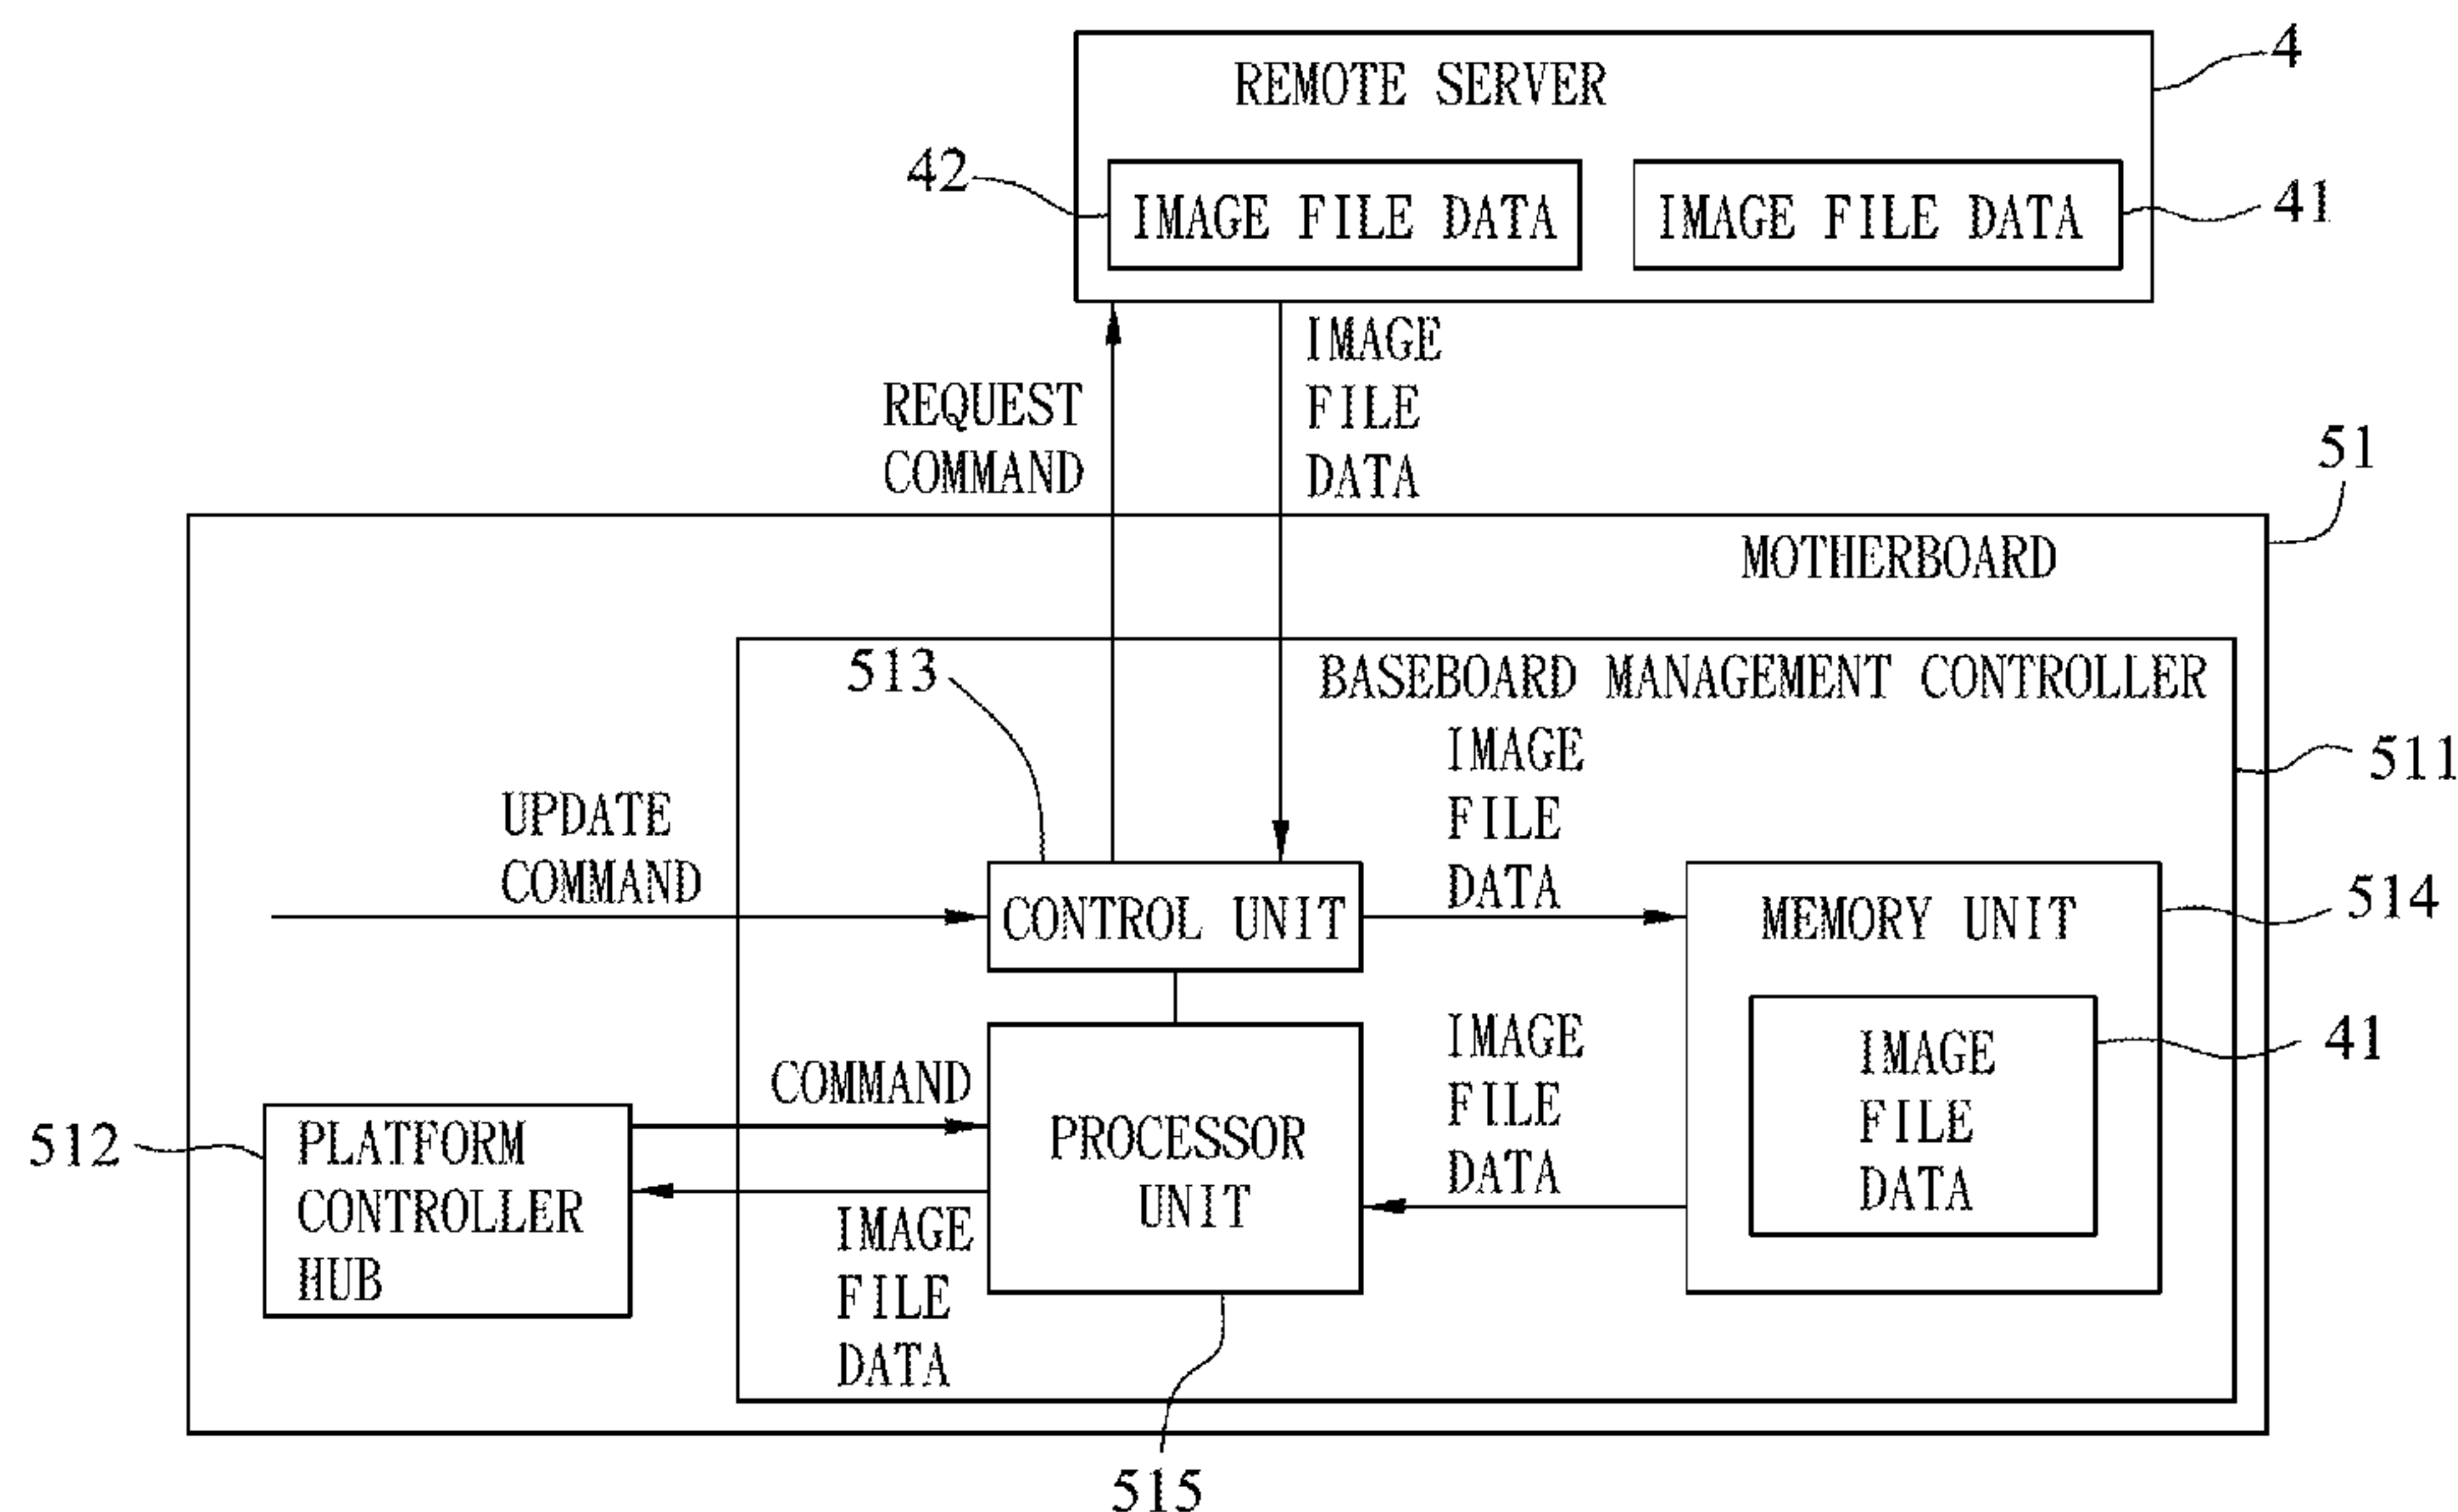 REMOTE SERVER
4
42
IMAGE FILE DATA
IMAGE FILE DATA
41
REQUEST
COMMAND
IMAGE
FILE
DATA
51
MOTHERBOARD
513
BASEBOARD MANAGEMENT CONTROLLER
511
UPDATE
COMMAND
IMAGE
FILE
DATA
CONTROL UNIT
MEMORY UNIT
514
COMMAND
IMAGE
FILE
DATA
IMAGE
FILE
DATA
41
512
PLATFORM
CONTROLLER
HUB
PROCESSOR
UNIT
IMAGE
FILE
DATA
515